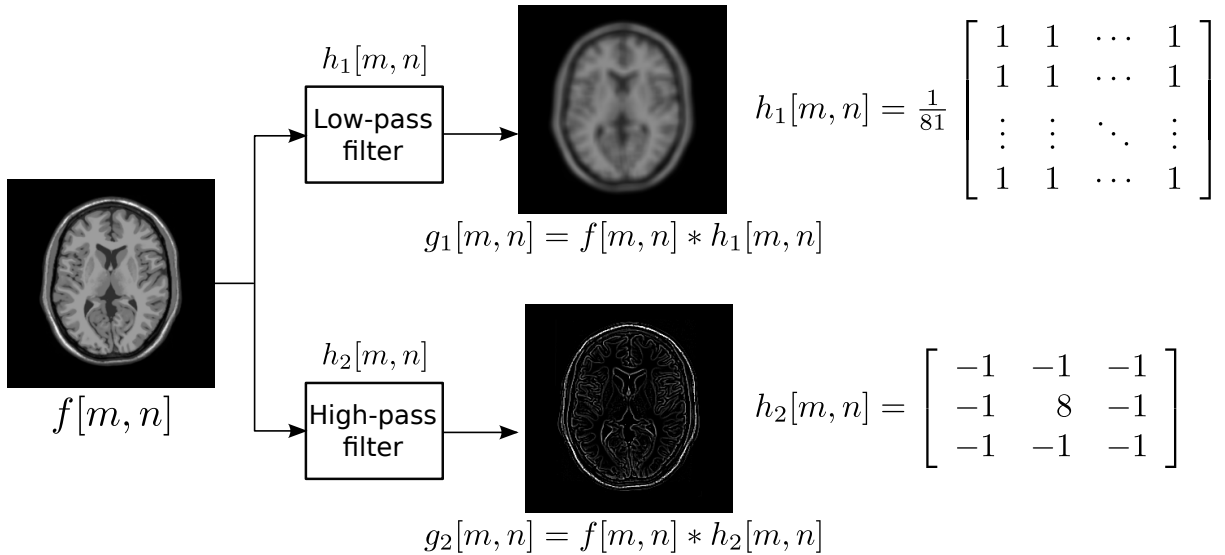 h₁[m, n]
Low-pass
filter
g₁[m, n] = f[m, n] ∗ h₁[m, n]
h₁[m, n] = 1/81 [
1 1 ⋯ 1
1 1 ⋯ 1
⋮ ⋮ ⋱ ⋮
1 1 ⋯ 1
]
f[m, n]
h₂[m, n]
High-pass
filter
g₂[m, n] = f[m, n] ∗ h₂[m, n]
h₂[m, n] = [
−1 −1 −1
−1 8 −1
−1 −1 −1
]